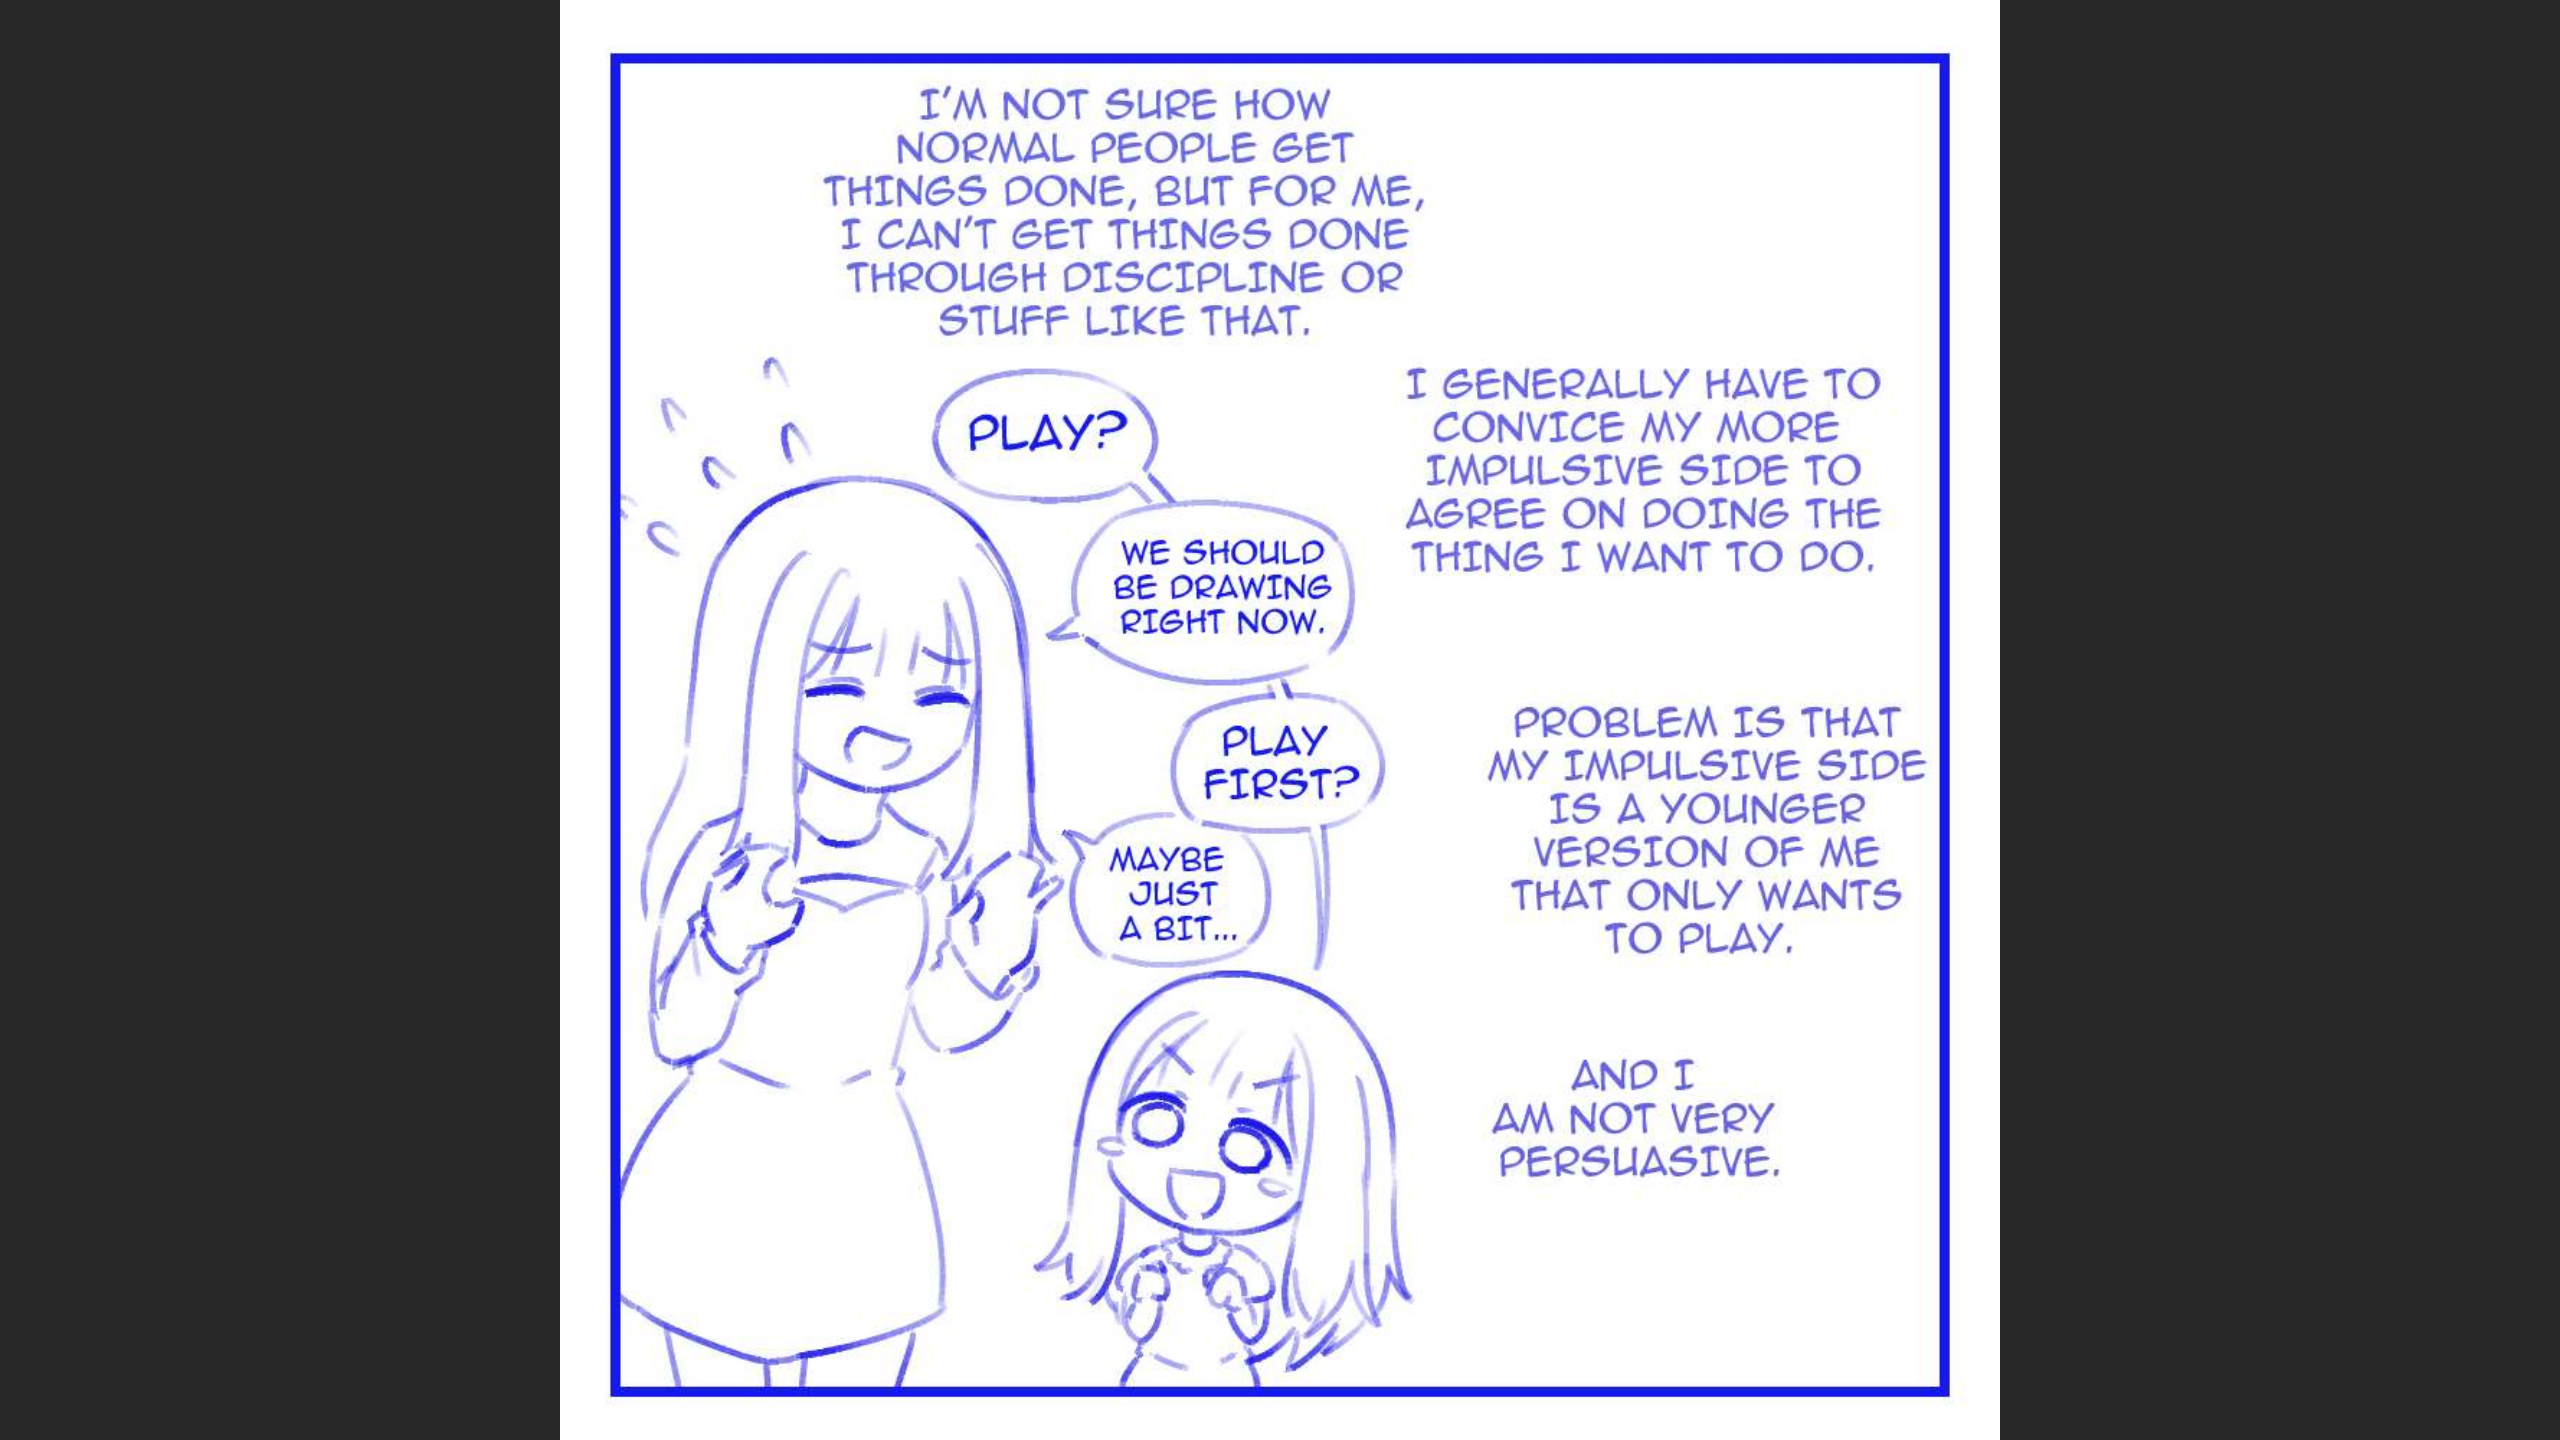 I'M NOT SURE HOW
NORMAL PEOPLE GET
THINGS DONE, BUT FOR ME,
I CAN'T GET THINGS DONE
THROUGH DISCIPLINE OR
STUFF LIKE THAT.
I GENERALLY HAVE TO
CONVICE MY MORE
IMPULSIVE SIDE TO
AGREE ON DOING THE
THING I WANT TO DO.
PLAY?
WE SHOULD
BE DRAWING
RIGHT NOW.
PLAY
FIRST?
MAYBE
JUST
A BIT...
PROBLEM IS THAT
MY IMPULSIVE SIDE
IS A YOUNGER
VERSION OF ME
THAT ONLY WANTS
TO PLAY.
AND I
AM NOT VERY
PERSUASIVE.